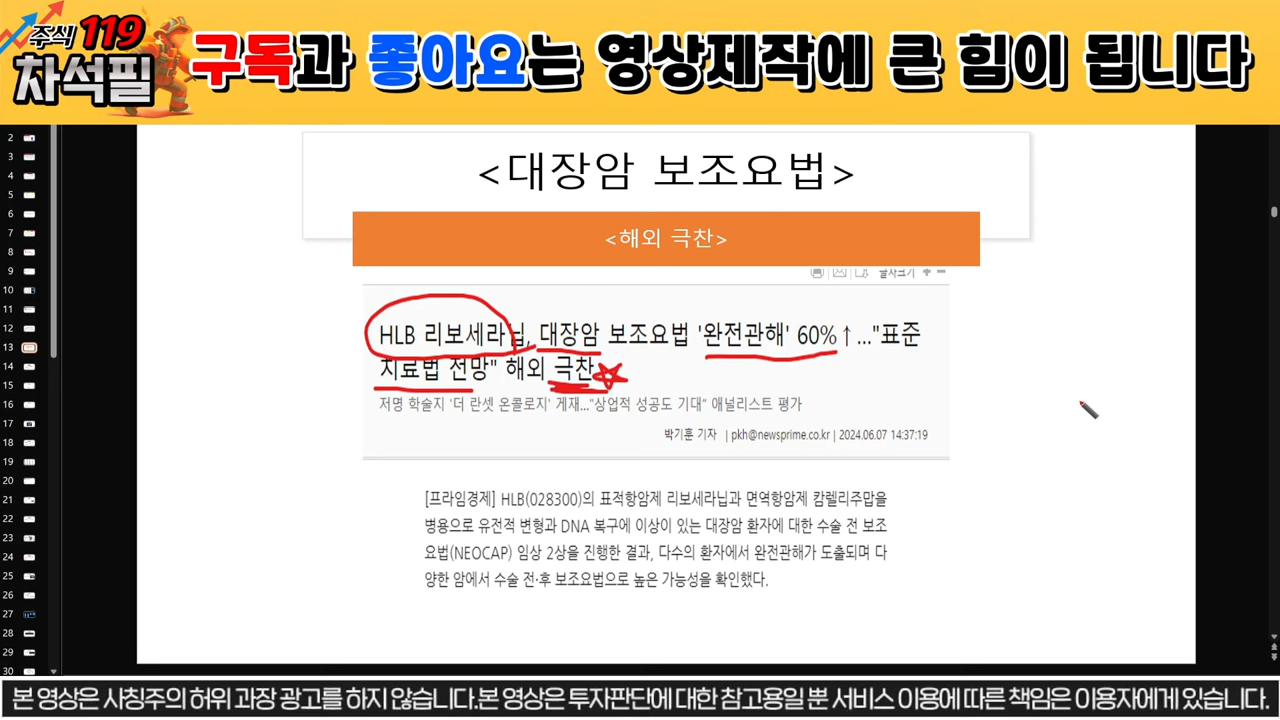 주식 119
차석필
구독과 좋아요는 영상제작에 큰 힘이 됩니다
2
3
4
5
6
7
8
9
10
11
12
13
14
15
16
17
18
19
20
21
22
23
24
25
26
27
28
29
30
<대장암 보조요법>
<해외 극찬>
글자크기 + -
HLB 리보세라닙, 대장암 보조요법 '완전관해' 60%↑..."표준
치료법 전망" 해외 극찬
저명 학술지 '더 란셋 온콜로지' 게재..."상업적 성공도 기대" 애널리스트 평가
박기훈 기자 | pkh@newsprime.co.kr | 2024.06.07 14:37:19
[프라임경제] HLB(028300)의 표적항암제 리보세라닙과 면역항암제 캄렐리주맙을
병용으로 유전적 변형과 DNA 복구에 이상이 있는 대장암 환자에 대한 수술 전 보조
요법(NEOCAP) 임상 2상을 진행한 결과, 다수의 환자에서 완전관해가 도출되며 다
양한 암에서 수술 전·후 보조요법으로 높은 가능성을 확인했다.
본 영상은 사칭주의 허위 과장 광고를 하지 않습니다.본 영상은 투자판단에 대한 참고용일 뿐 서비스 이용에 따른 책임은 이용자에게 있습니다.